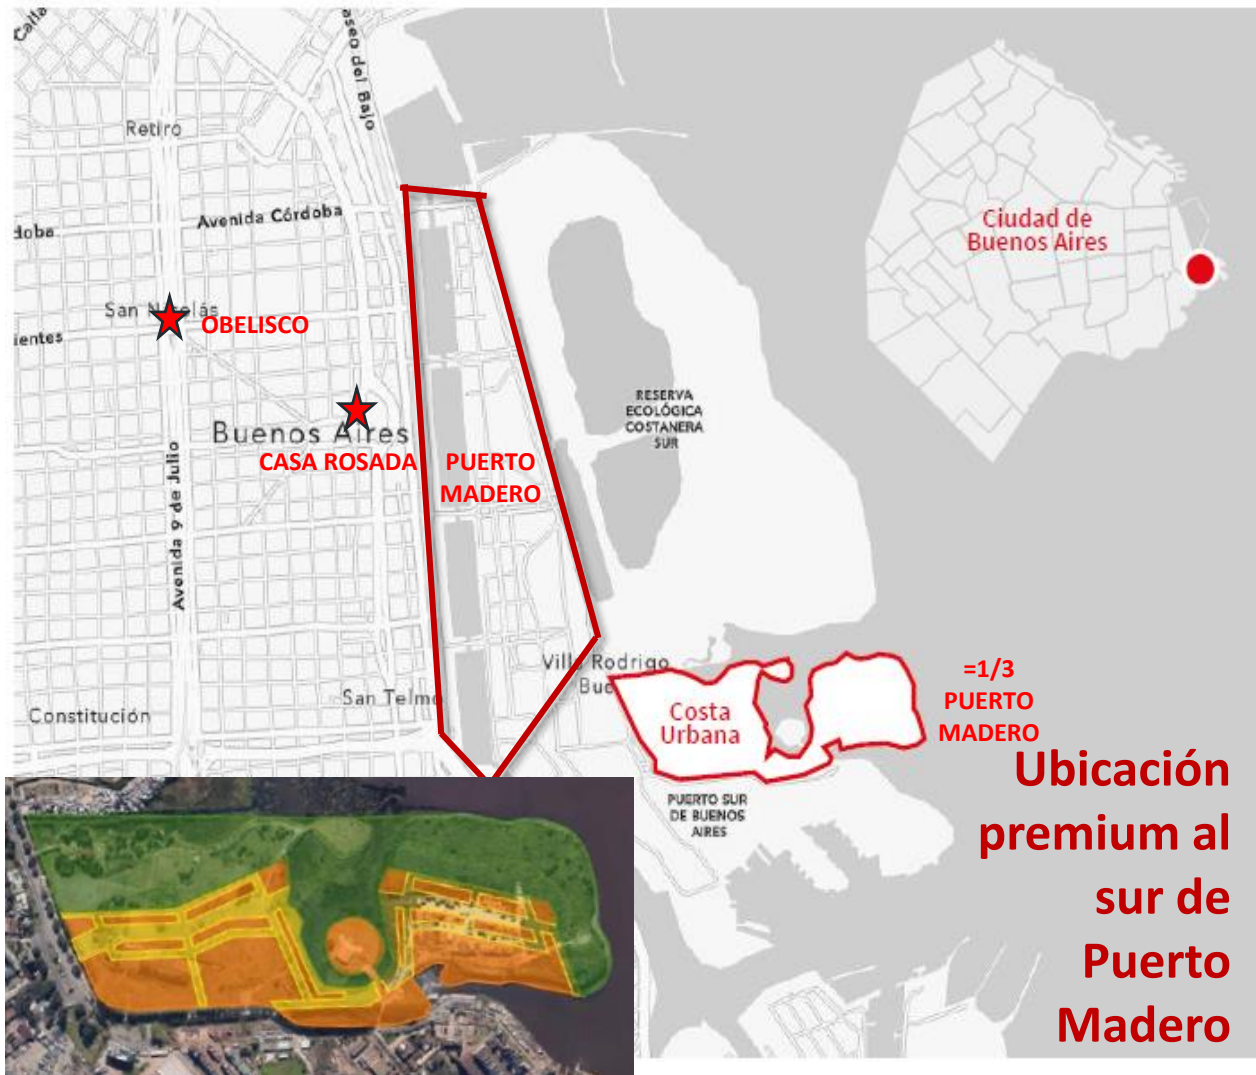 Calla
aseo del Bajo
Retiro
Avenida Córdoba
doba
San Nicolás
OBELISCO
ientes
Buenos Aires
CASA ROSADA
PUERTO
MADERO
Avenida 9 de Julio
RESERVA
ECOLÓGICA
COSTANERA
SUR
Ciudad de
Buenos Aires
Villa Rodrigo
Bue
San Telmo
Constitución
Costa
Urbana
=1/3
PUERTO
MADERO
PUERTO SUR
DE BUENOS
AIRES
Ubicación
premium al
sur de
Puerto
Madero